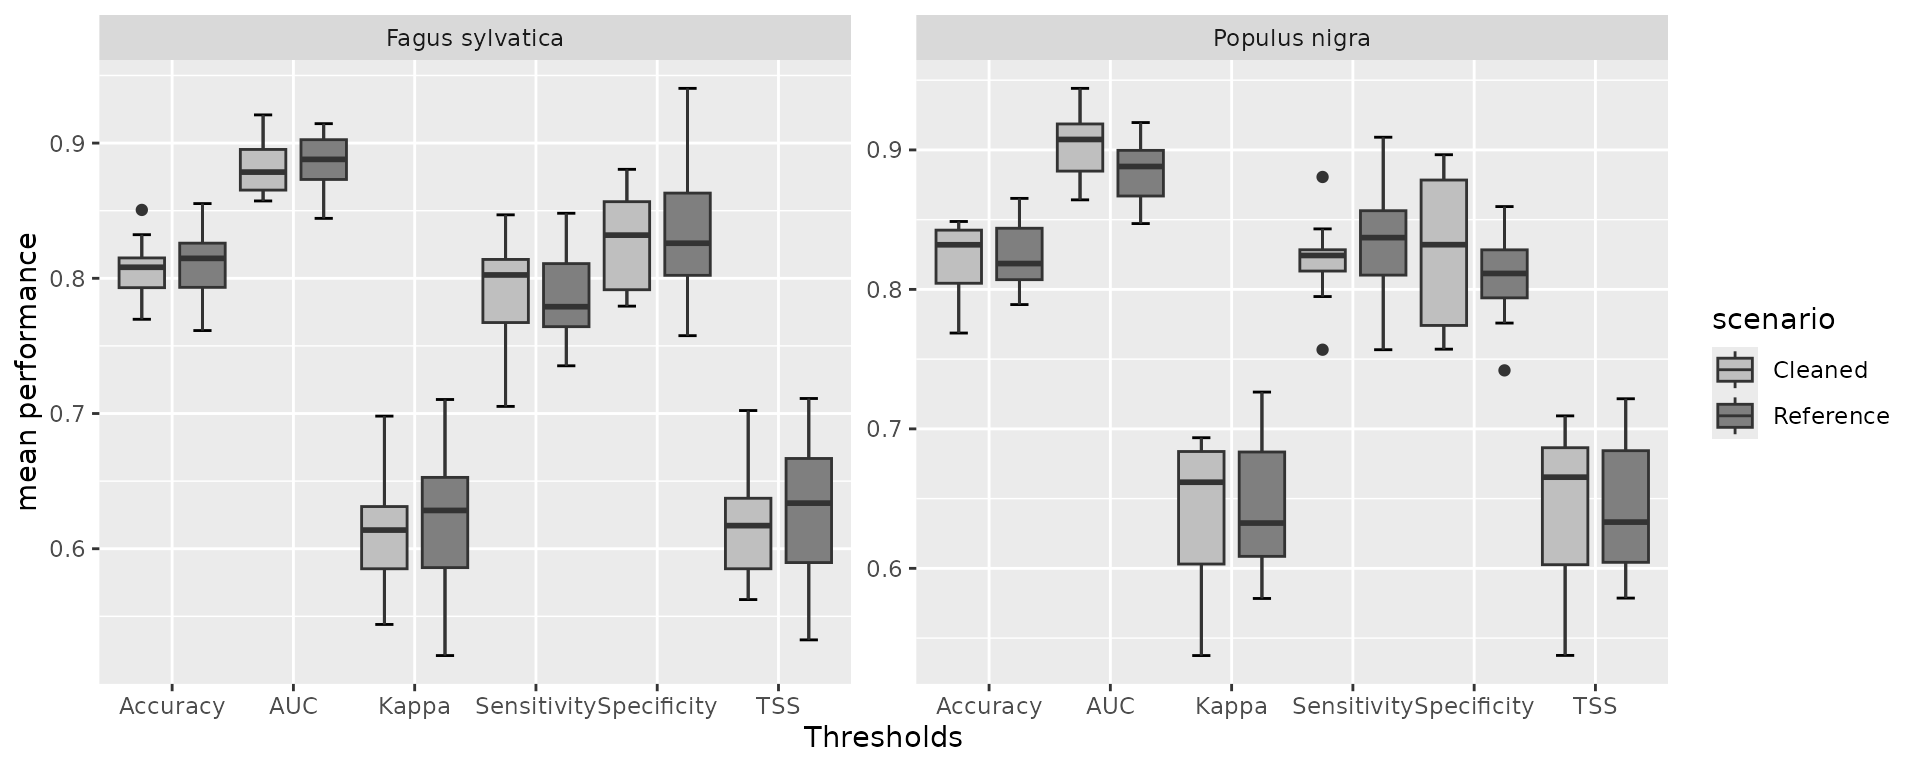 Fagus sylvatica
Populus nigra
mean performance
0.9
0.8
0.7
0.6
0.9
0.8
0.7
0.6
Accuracy AUC Kappa Sensitivity Specificity TSS
Accuracy AUC Kappa Sensitivity Specificity TSS
Thresholds
scenario
Cleaned
Reference